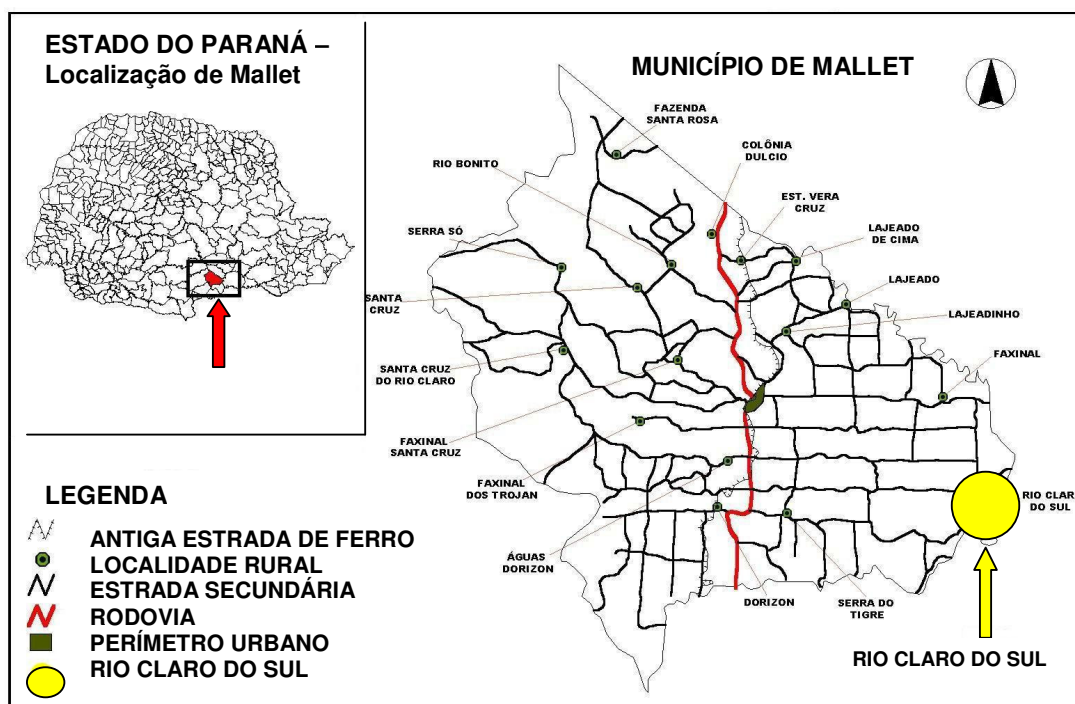 ESTADO DO PARANÁ –
Localização de Mallet
MUNICÍPIO DE MALLET
FAZENDA
SANTA ROSA
COLÔNIA
DULCIO
RIO BONITO
EST. VERA
CRUZ
SERRA SÓ
LAJEADO
DE CIMA
LAJEADO
SANTA
CRUZ
LAJEADINHO
FAXINAL
SANTA CRUZ
DO RIO CLARO
FAXINAL
SANTA CRUZ
FAXINAL
DOS TROJAN
RIO CLARO
DO SUL
ÁGUAS
DORIZON
DORIZON
SERRA DO
TIGRE
RIO CLARO DO SUL
LEGENDA
ANTIGA ESTRADA DE FERRO
LOCALIDADE RURAL
ESTRADA SECUNDÁRIA
RODOVIA
PERÍMETRO URBANO
RIO CLARO DO SUL